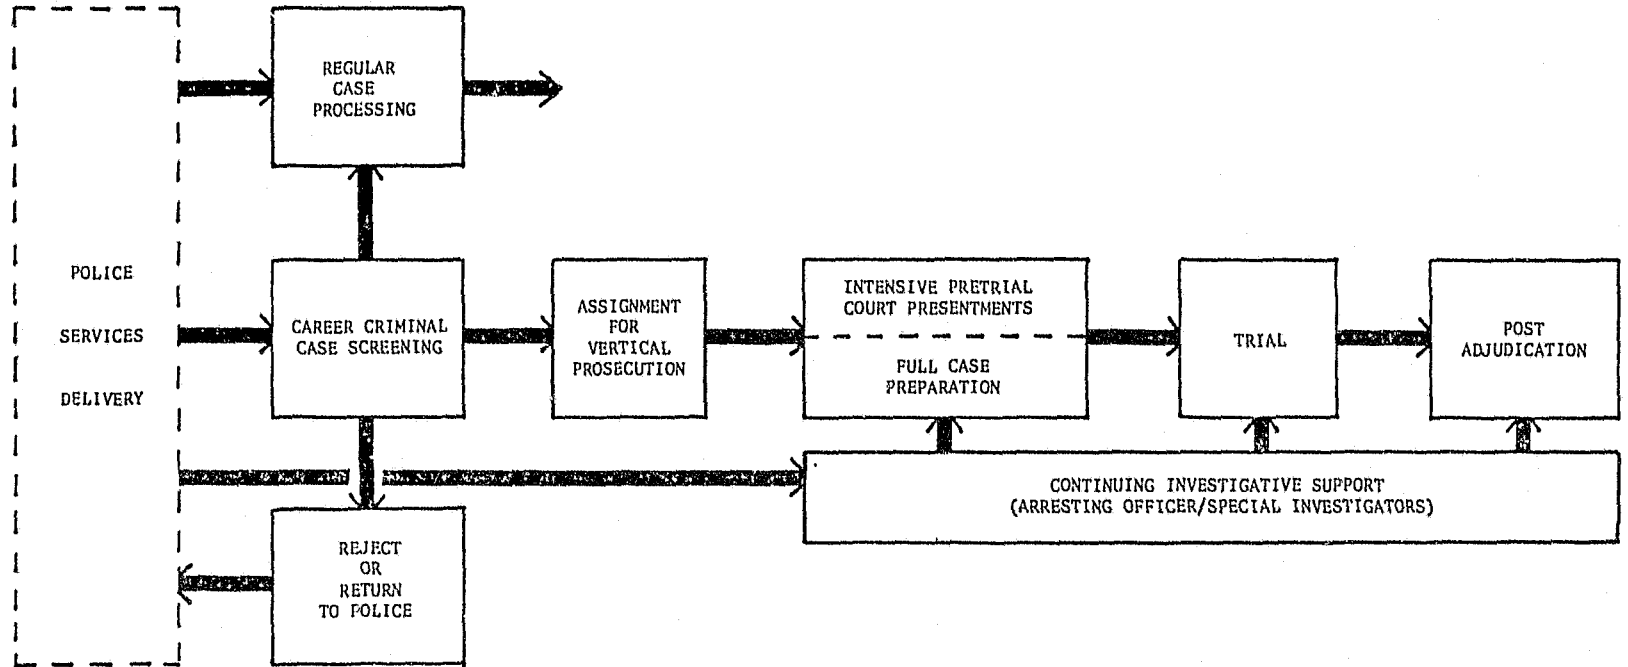 REGULAR
CASE
PROCESSING
POLICE
SERVICES
DELIVERY
CAREER CRIMINAL
CASE SCREENING
ASSIGNMENT
FOR
VERTICAL
PROSECUTION
INTENSIVE PRETRIAL
COURT PRESENTMENTS
FULL CASE
PREPARATION
TRIAL
POST
ADJUDICATION
CONTINUING INVESTIGATIVE SUPPORT
(ARRESTING OFFICER/SPECIAL INVESTIGATORS)
REJECT
OR
RETURN
TO POLICE